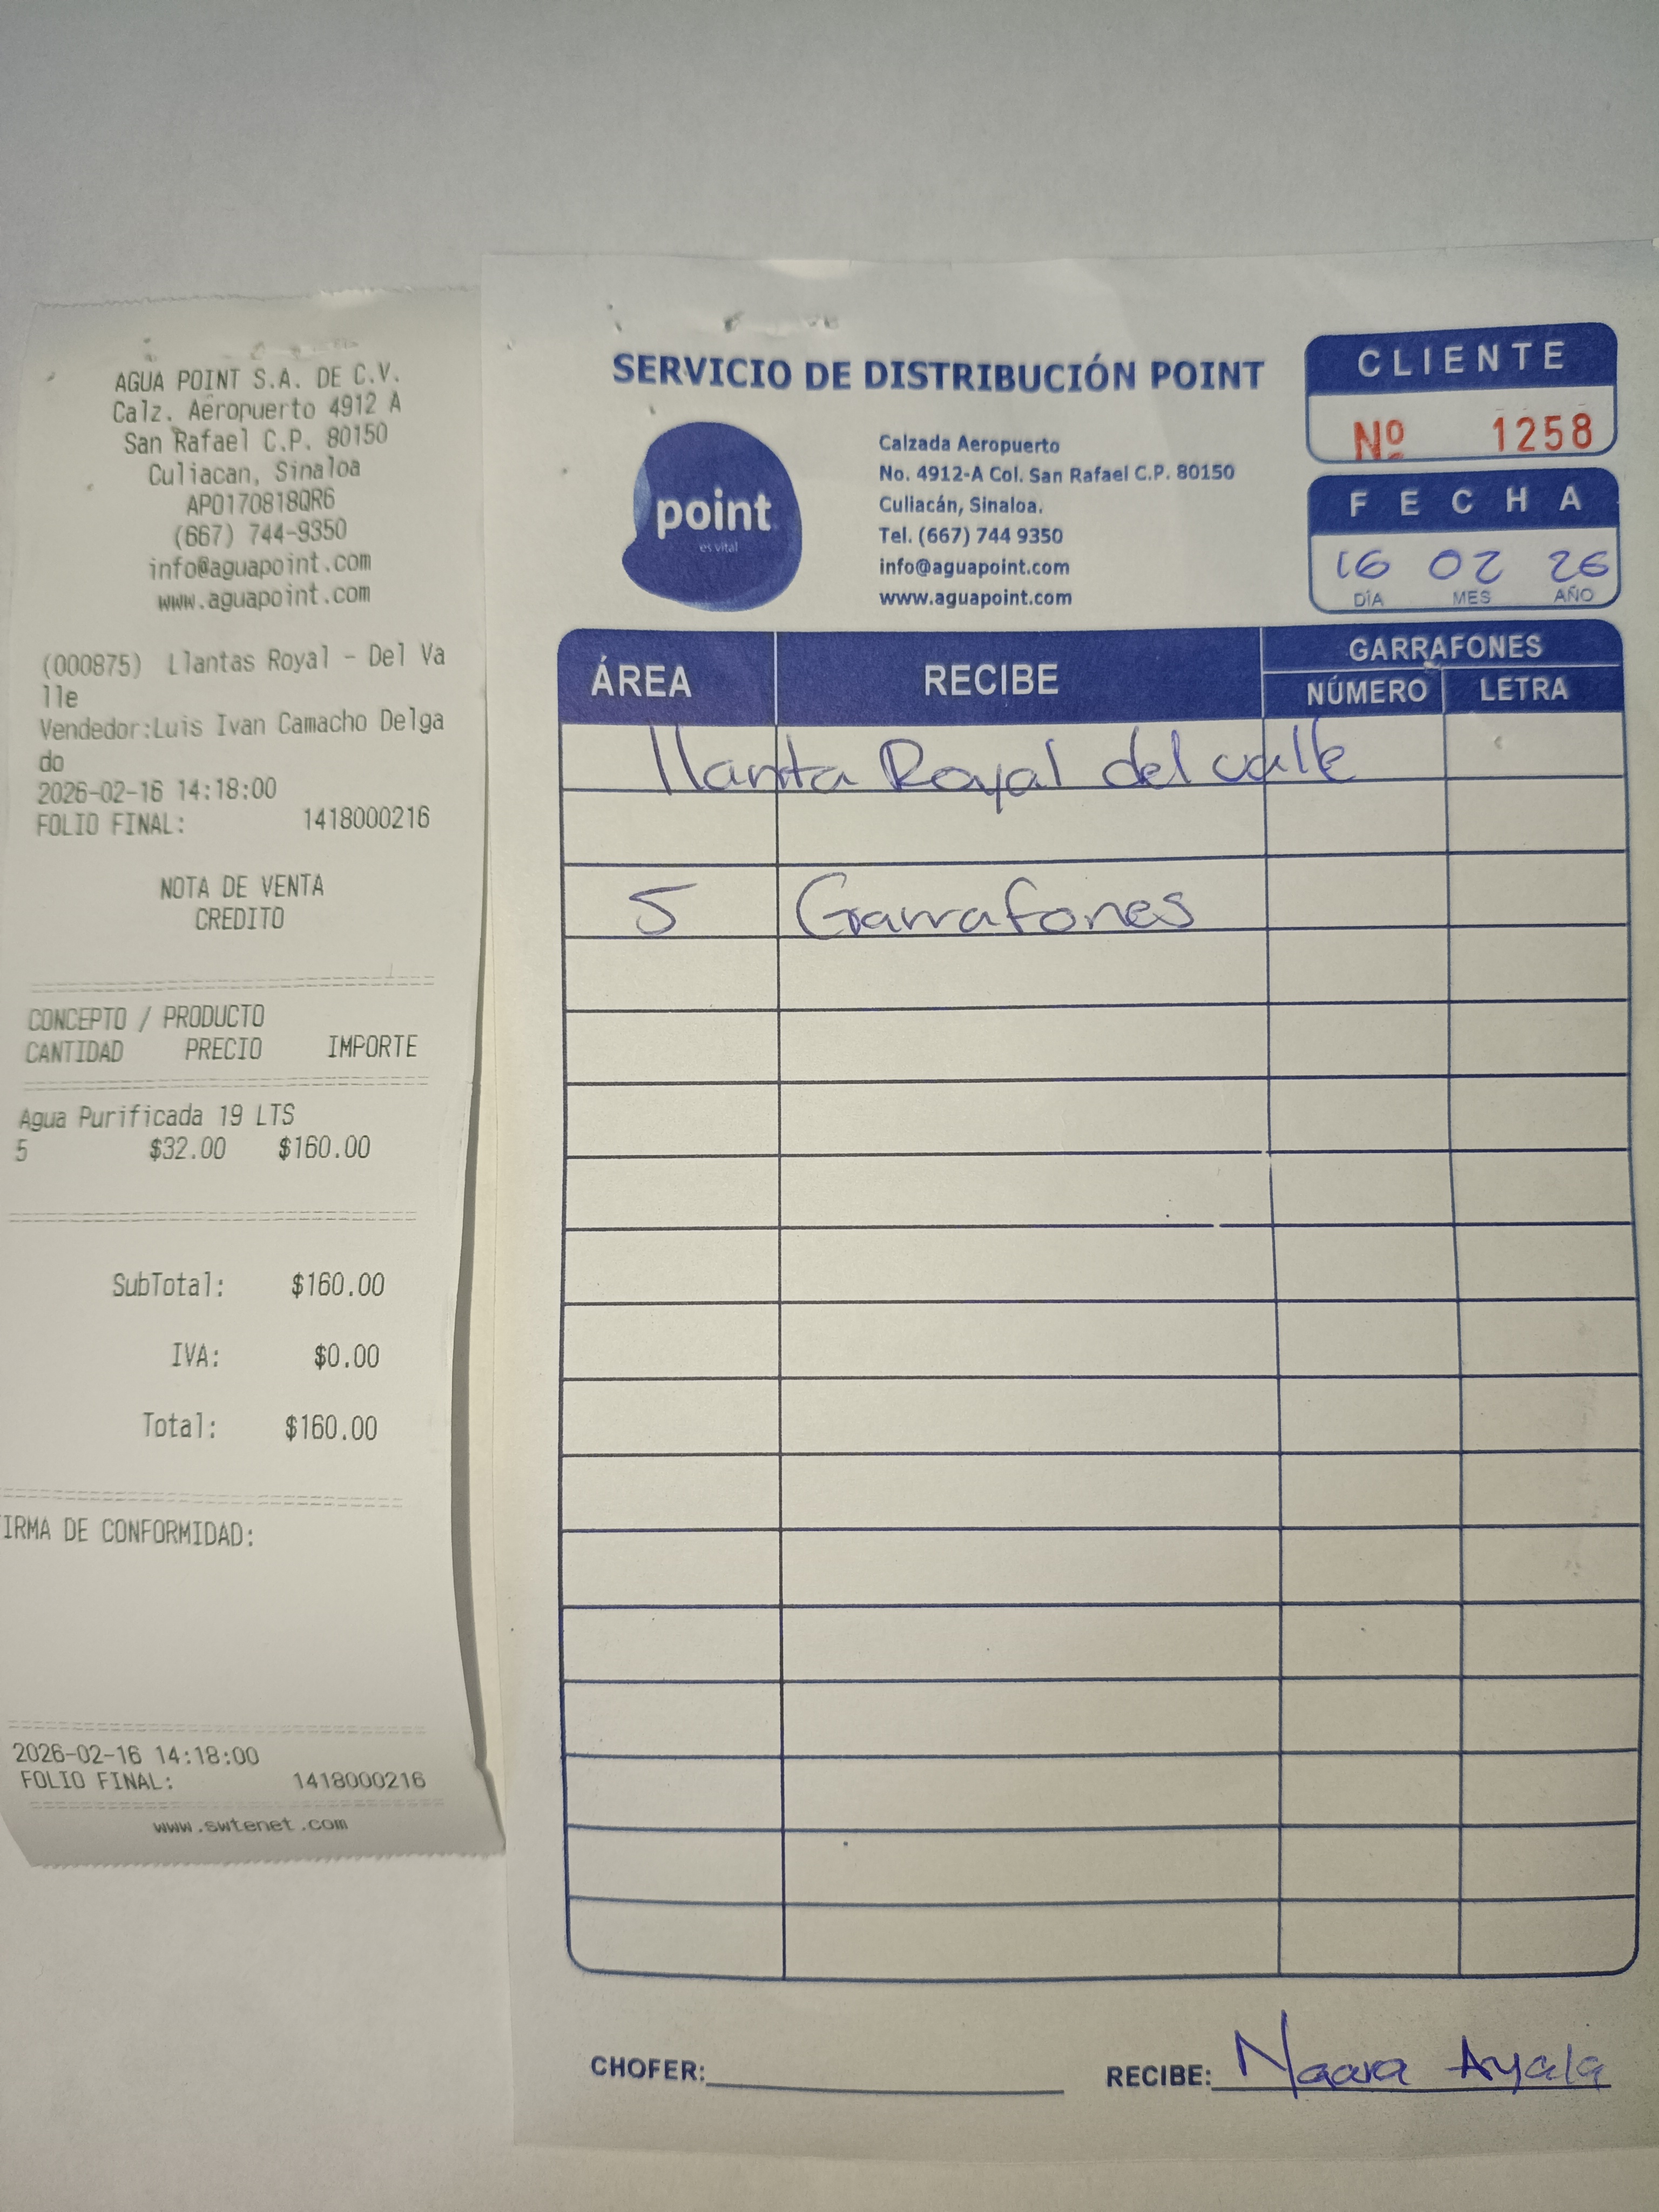 AGUA POINT S.A. DE C.V.
Calz. Aeropuerto 4912 A
San Rafael C.P. 80150
Culiacan, Sinaloa
APO170818QR6
(667) 744-9350
info@aguapoint.com
www.aguapoint.com
(000875) Llantas Royal - Del Va
lle
Vendedor:Luis Ivan Camacho Delga
do
2026-02-16 14:18:00
FOLIO FINAL: 1418000216
NOTA DE VENTA
CREDITO
CONCEPTO / PRODUCTO
CANTIDAD PRECIO IMPORTE
Agua Purificada 19 LTS
5 $32.00 $160.00
SubTotal: $160.00
IVA: $0.00
Total: $160.00
IRMA DE CONFORMIDAD:
2026-02-16 14:18:00
FOLIO FINAL: 1418000216
www.swtenet.com
SERVICIO DE DISTRIBUCIÓN POINT
point
es vital
Calzada Aeropuerto
No. 4912-A Col. San Rafael C.P. 80150
Culiacán, Sinaloa.
Tel. (667) 744 9350
info@aguapoint.com
www.aguapoint.com
CLIENTE
Nº 1258
FECHA
16 02 26
DÍA MES AÑO
ÁREA RECIBE GARRAFONES
NÚMERO LETRA
llanta Royal del valle
5 Garrafones
CHOFER:
RECIBE: Naara Ayala